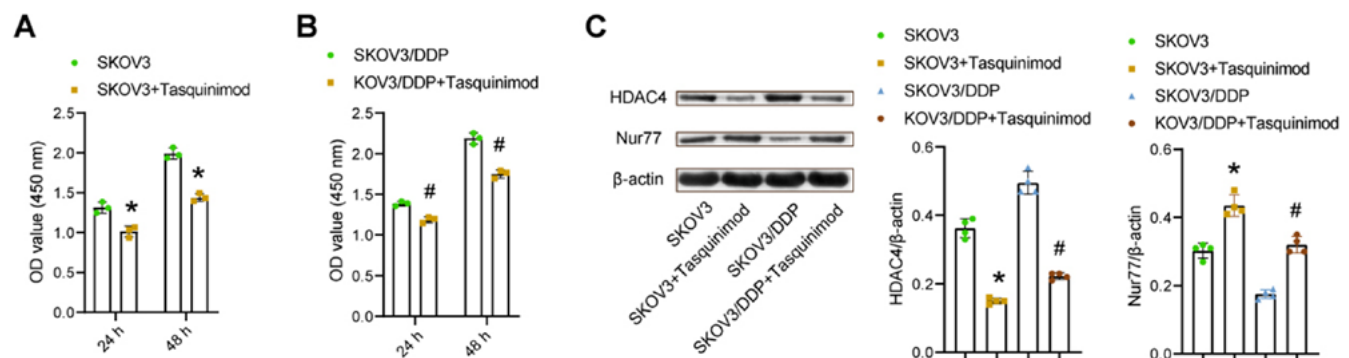 A
SKOV3
SKOV3+Tasquinimod
OD value (450 nm)
2.5
2.0
1.5
1.0
0.5
0.0
*
*
24 h
48 h
B
SKOV3/DDP
KOV3/DDP+Tasquinimod
OD value (450 nm)
2.5
2.0
1.5
1.0
0.5
0.0
#
#
24 h
48 h
C
HDAC4
Nur77
β-actin
SKOV3
SKOV3+Tasquinimod
SKOV3/DDP
SKOV3/DDP+Tasquinimod
SKOV3
SKOV3+Tasquinimod
SKOV3/DDP
KOV3/DDP+Tasquinimod
HDAC4/β-actin
0.6
0.4
0.2
0.0
*
#
SKOV3
SKOV3+Tasquinimod
SKOV3/DDP
KOV3/DDP+Tasquinimod
Nur77/β-actin
0.6
0.4
0.2
0.0
*
#